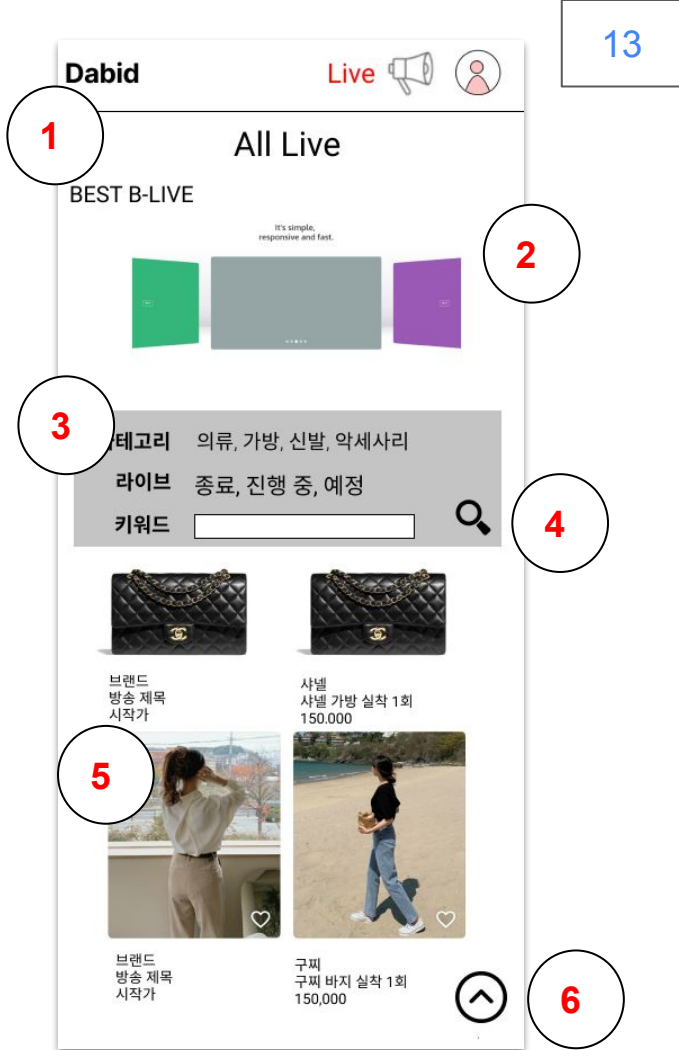 13
Dabid
Live
1
All Live
BEST B-LIVE
It's simple,
responsive and fast.
2
3
테고리 의류, 가방, 신발, 악세사리
라이브 종료, 진행 중, 예정
키워드
4
브랜드
방송 제목
시작가
샤넬
샤넬 가방 실착 1회
150.000
5
브랜드
방송 제목
시작가
구찌
구찌 바지 실착 1회
150,000
6